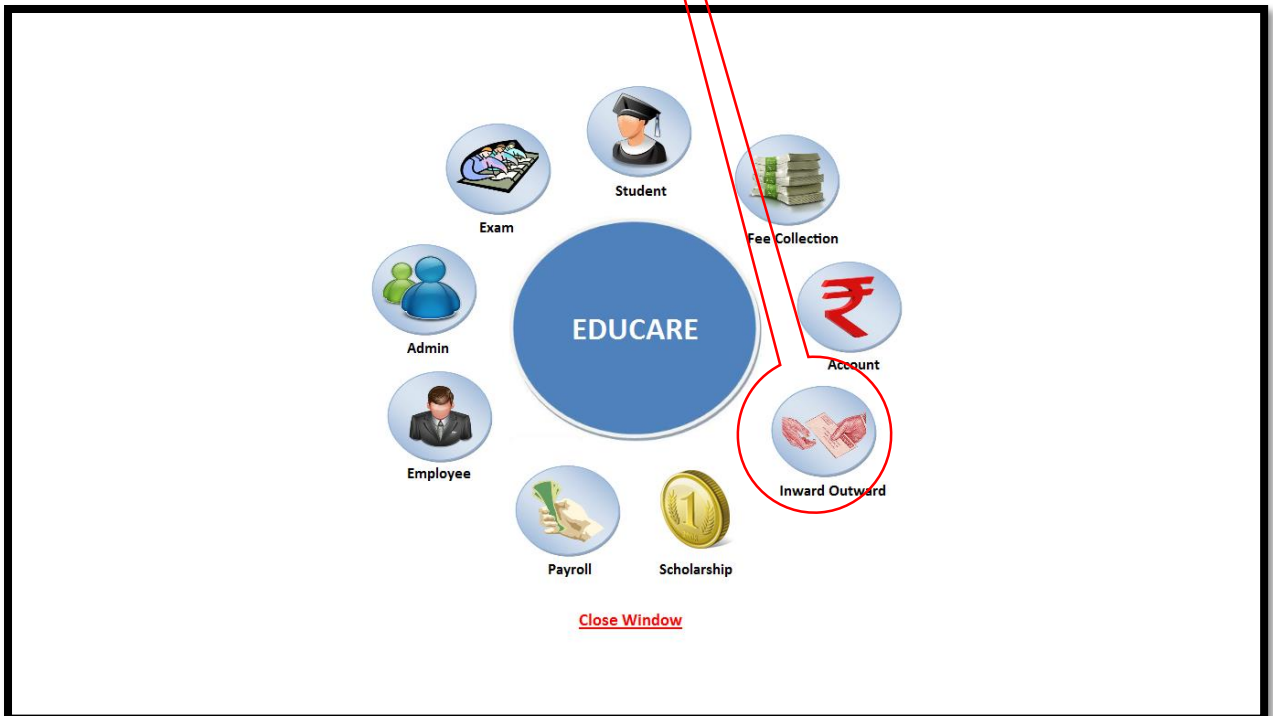 Student
Exam
Fee Collection
Admin
EDUCARE
Account
Employee
Inward Outward
Payroll
Scholarship
Close Window